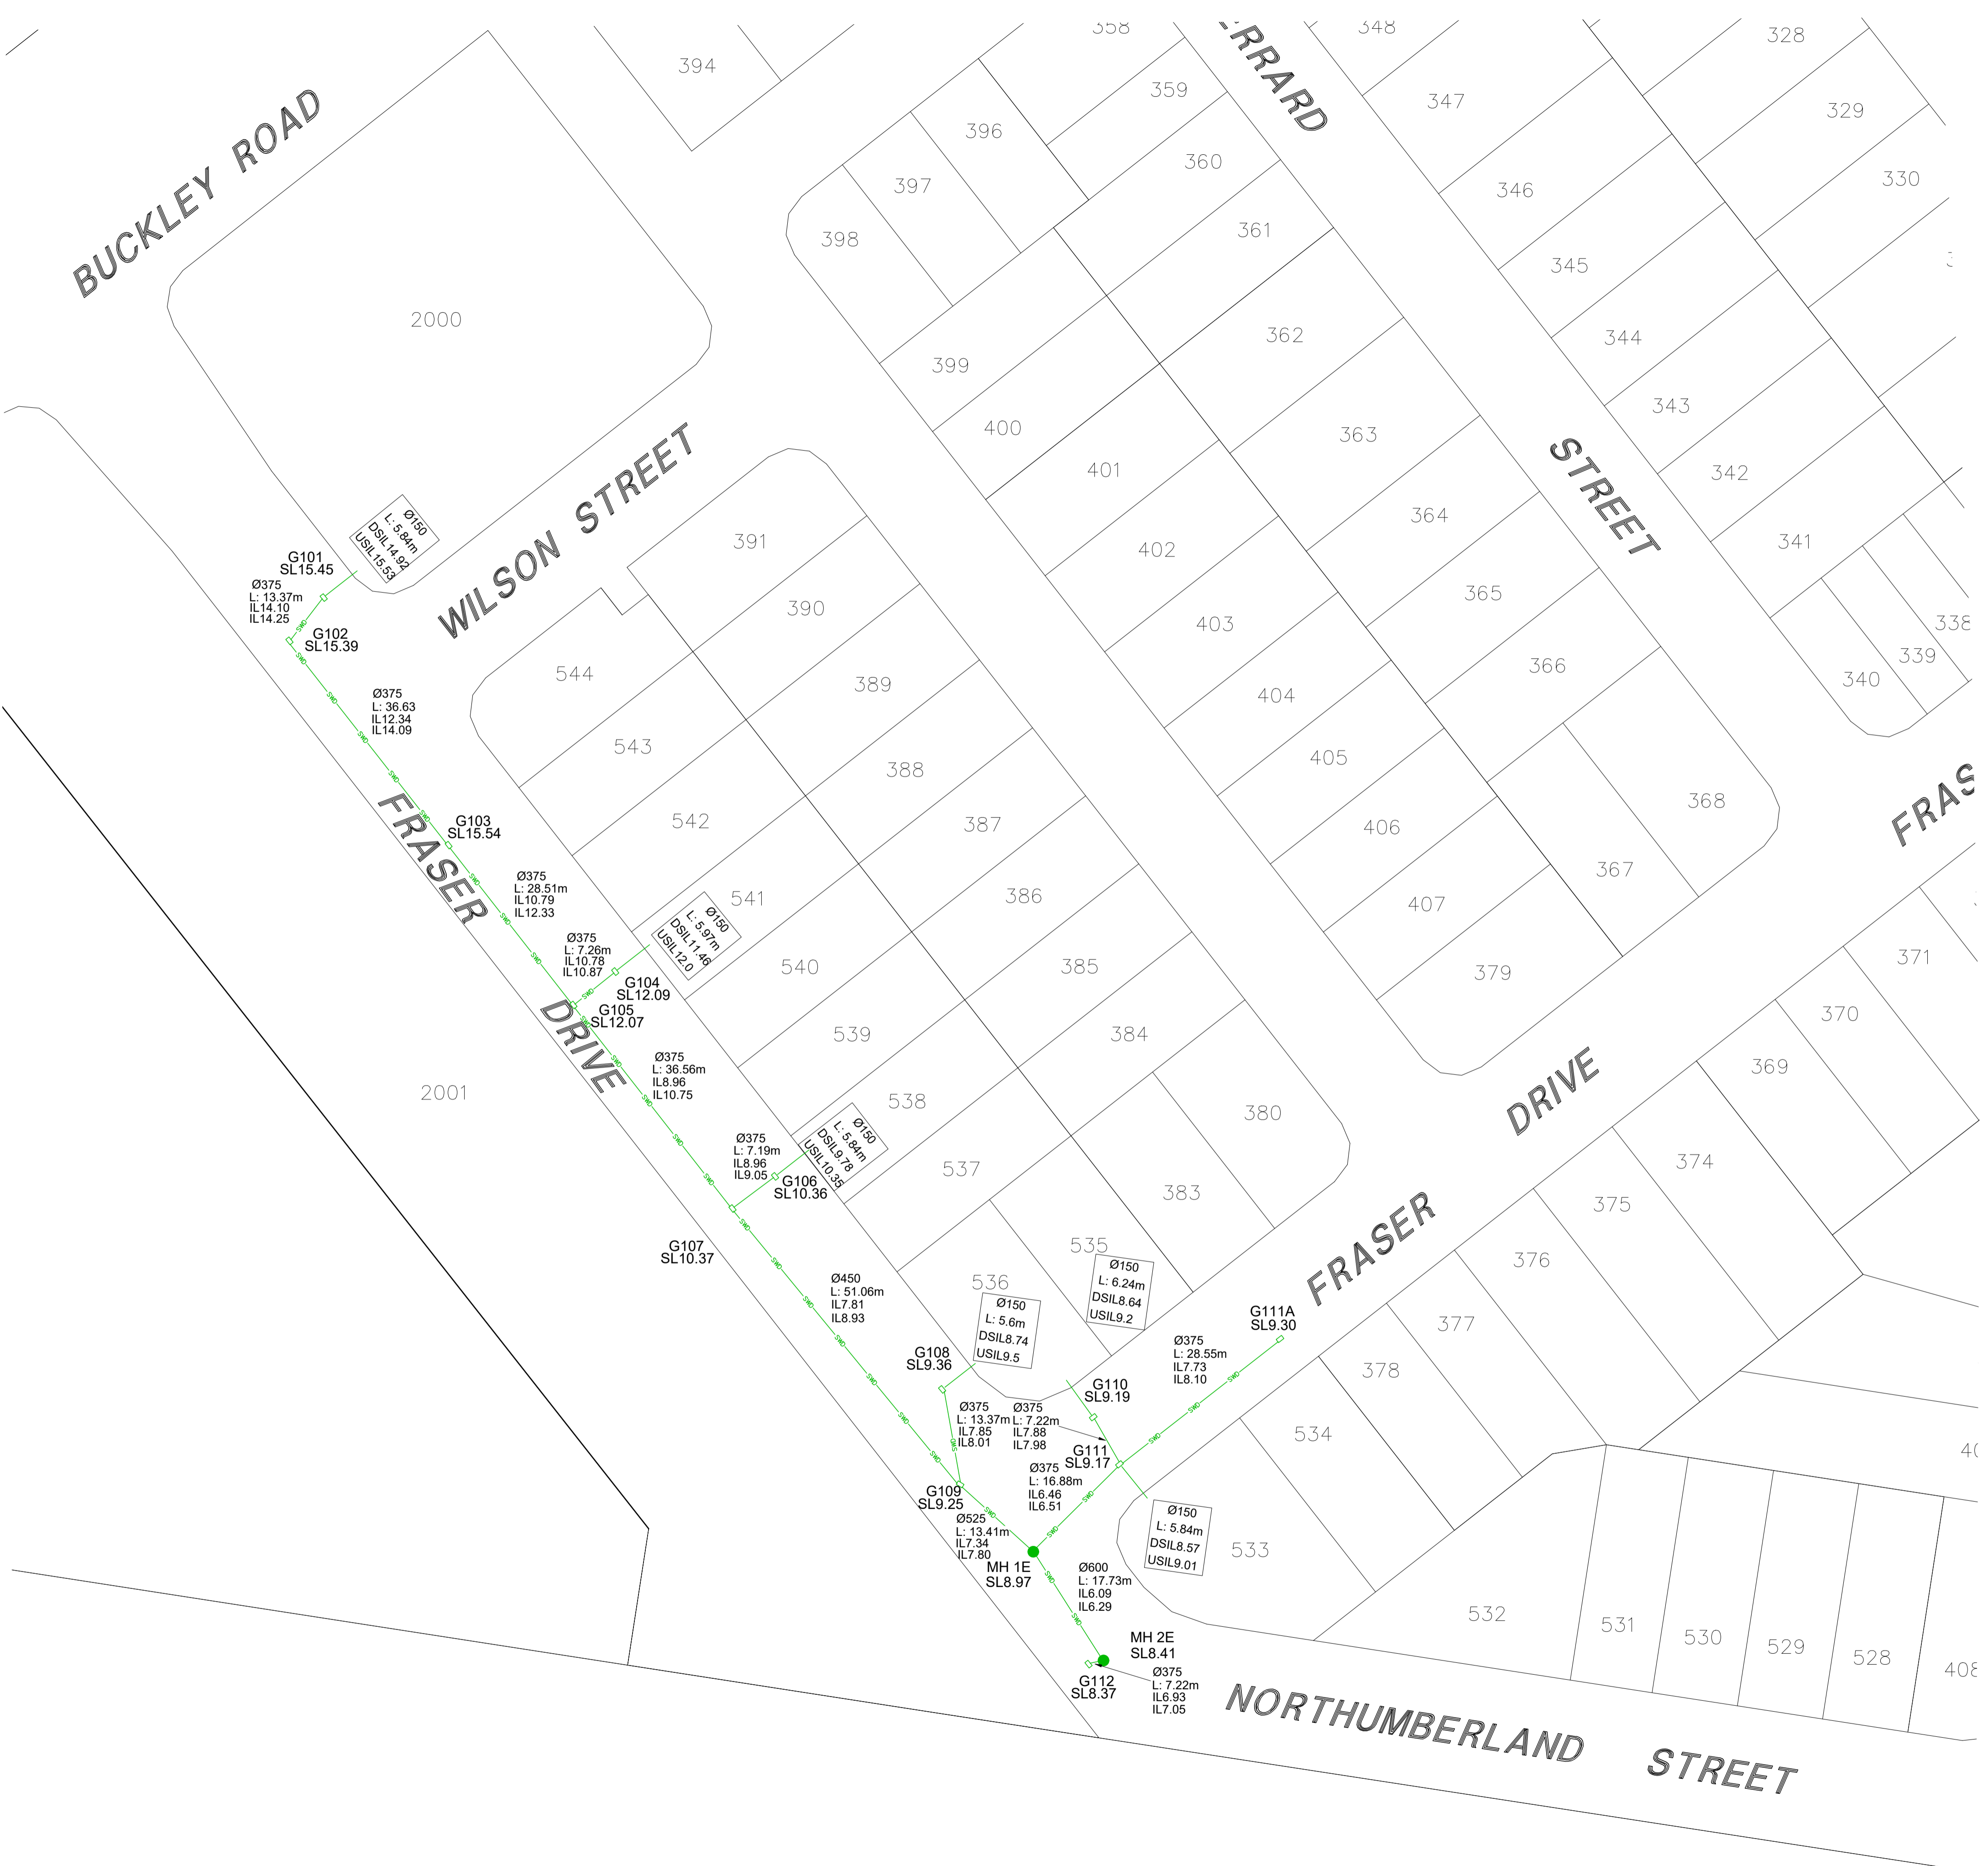 BUCKLEY ROAD
394
358
ERRARD
348
328
359
347
329
396
360
397
346
330
361
398
2000
345
362
344
399
343
400
363
401
STREET
342
WILSON STREET
391
364
341
402
Ø150
L: 5.84m
DSIL14.92
USIL15.53
G101
SL15.45
Ø375
L: 13.37m
IL14.10
IL14.25
G102
SL15.39
390
365
403
338
544
389
366
339
340
404
Ø375
L: 36.63
IL12.34
IL14.09
543
388
405
368
FRAS
542
387
406
G103
SL15.54
FRASER
367
541
386
407
Ø375
L: 28.51m
IL10.79
IL12.33
Ø150
L: 5.97m
DSIL11.46
USIL12.0
Ø375
L: 7.26m
IL10.78
IL10.87
540
385
379
371
G104
SL12.09
G105
SL12.07
DRIVE
539
384
370
369
Ø375
L: 36.56m
IL8.96
IL10.75
2001
538
380
DRIVE
Ø150
L: 5.84m
DSIL9.78
USIL10.35
Ø375
L: 7.19m
IL8.96
IL9.05
G106
SL10.36
537
383
374
375
G107
SL10.37
535
FRASER
376
Ø150
L: 6.24m
DSIL8.64
USIL9.2
536
Ø450
L: 51.06m
IL7.81
IL8.93
Ø150
L: 5.6m
DSIL8.74
USIL9.5
G111A
SL9.30
377
Ø375
L: 28.55m
IL7.73
IL8.10
G108
SL9.36
378
G110
SL9.19
Ø375
L: 13.37m
IL7.85
IL8.01
Ø375
L: 7.22m
IL7.88
IL7.98
534
G111
SL9.17
Ø375
L: 16.88m
IL6.46
IL6.51
G109
SL9.25
Ø525
L: 13.41m
IL7.34
IL7.80
Ø150
L: 5.84m
DSIL8.57
USIL9.01
533
MH 1E
SL8.97
Ø600
L: 17.73m
IL6.09
IL6.29
532
531
530
529
528
408
MH 2E
SL8.41
G112
SL8.37
Ø375
L: 7.22m
IL6.93
IL7.05
NORTHUMBERLAND STREET